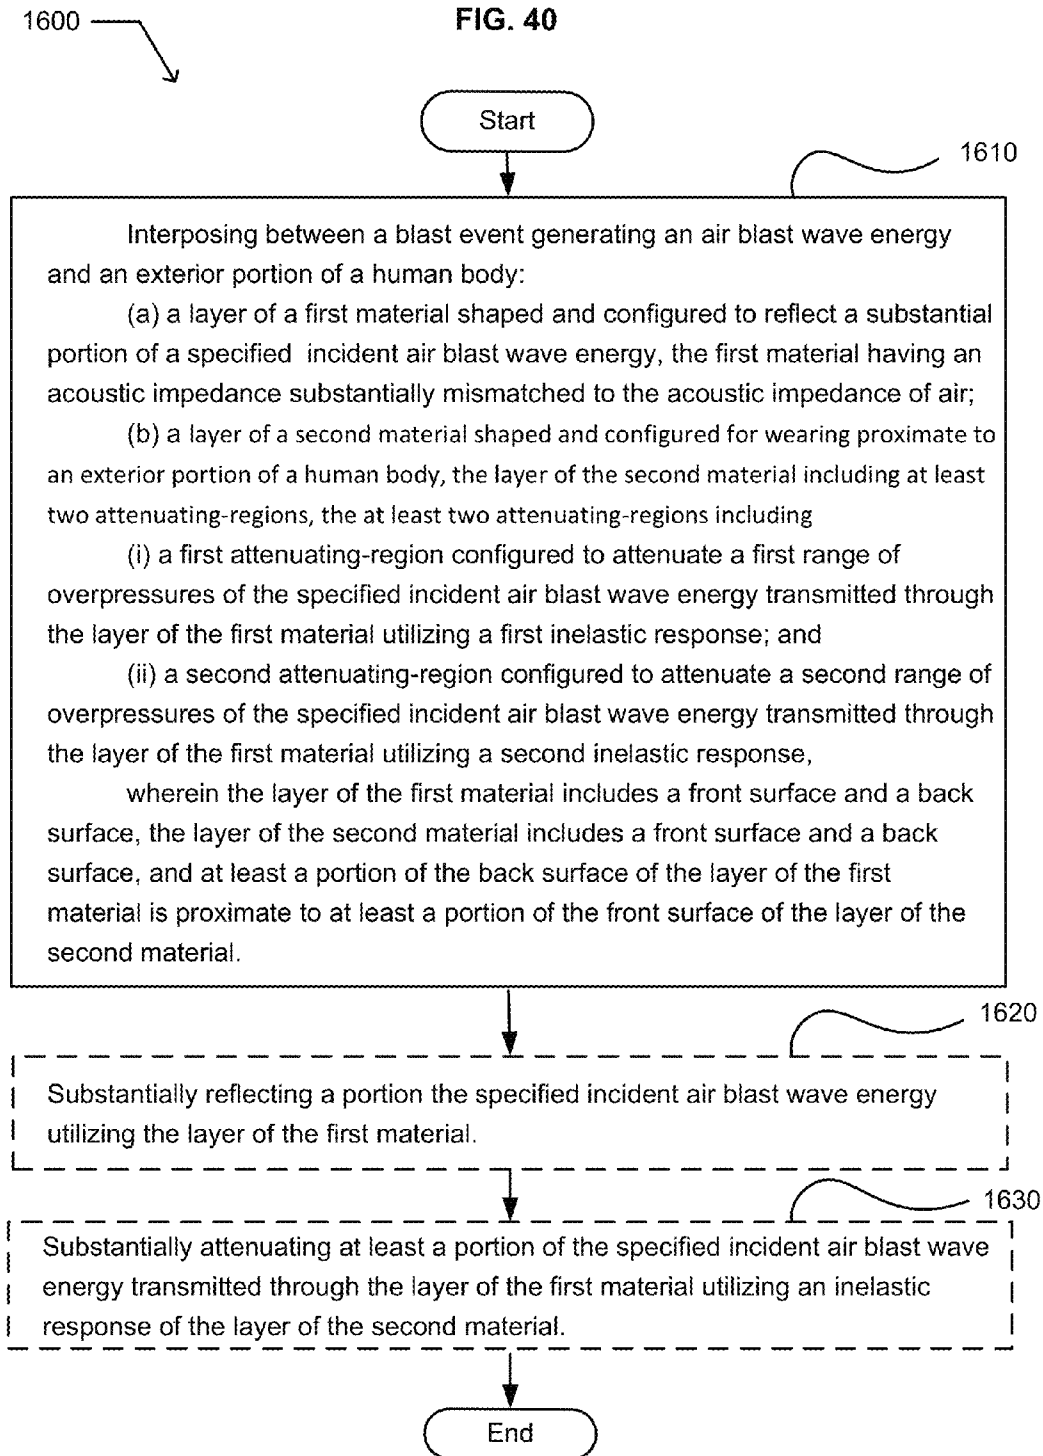 1600
FIG. 40
Start
1610
Interposing between a blast event generating an air blast wave energy
and an exterior portion of a human body:
(a) a layer of a first material shaped and configured to reflect a substantial
portion of a specified incident air blast wave energy, the first material having an
acoustic impedance substantially mismatched to the acoustic impedance of air;
(b) a layer of a second material shaped and configured for wearing proximate to
an exterior portion of a human body, the layer of the second material including at least
two attenuating-regions, the at least two attenuating-regions including
(i) a first attenuating-region configured to attenuate a first range of
overpressures of the specified incident air blast wave energy transmitted through
the layer of the first material utilizing a first inelastic response; and
(ii) a second attenuating-region configured to attenuate a second range of
overpressures of the specified incident air blast wave energy transmitted through
the layer of the first material utilizing a second inelastic response,
wherein the layer of the first material includes a front surface and a back
surface, the layer of the second material includes a front surface and a back
surface, and at least a portion of the back surface of the layer of the first
material is proximate to at least a portion of the front surface of the layer of the
second material.
1620
Substantially reflecting a portion the specified incident air blast wave energy
utilizing the layer of the first material.
1630
Substantially attenuating at least a portion of the specified incident air blast wave
energy transmitted through the layer of the first material utilizing an inelastic
response of the layer of the second material.
End